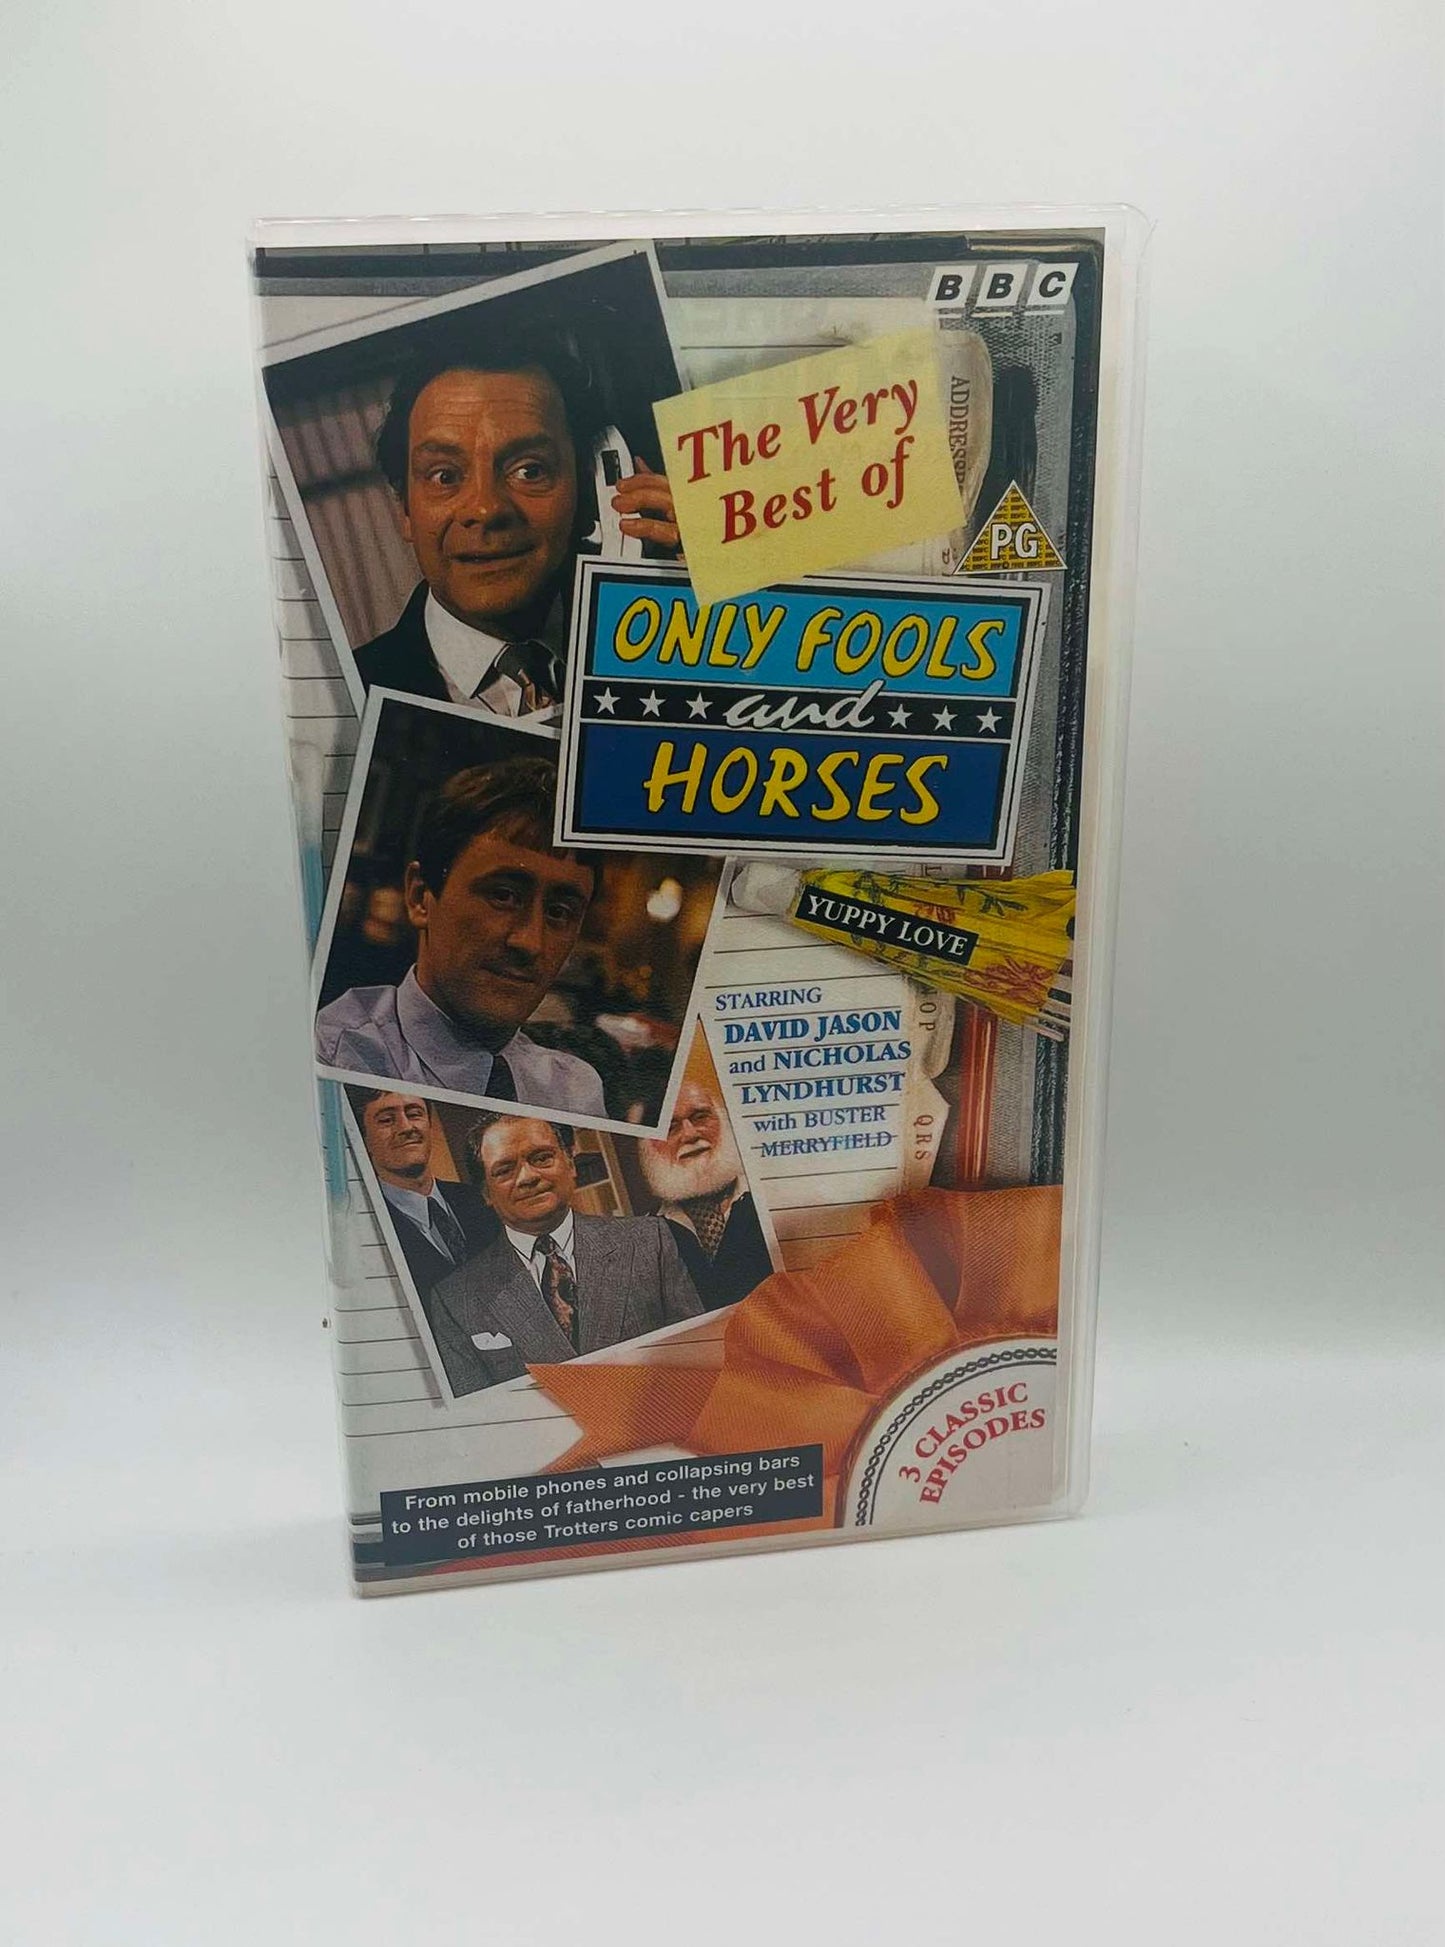 BBC
The Very
Best of
ADDRESS
PG
ONLY FOOLS
and
HORSES
YUPPY LOVE
STARRING
DAVID JASON
and NICHOLAS
LYNDHURST
with BUSTER
MERRYFIELD
QRS
3 CLASSIC
EPISODES
From mobile phones and collapsing bars
to the delights of fatherhood - the very best
of those Trotters comic capers